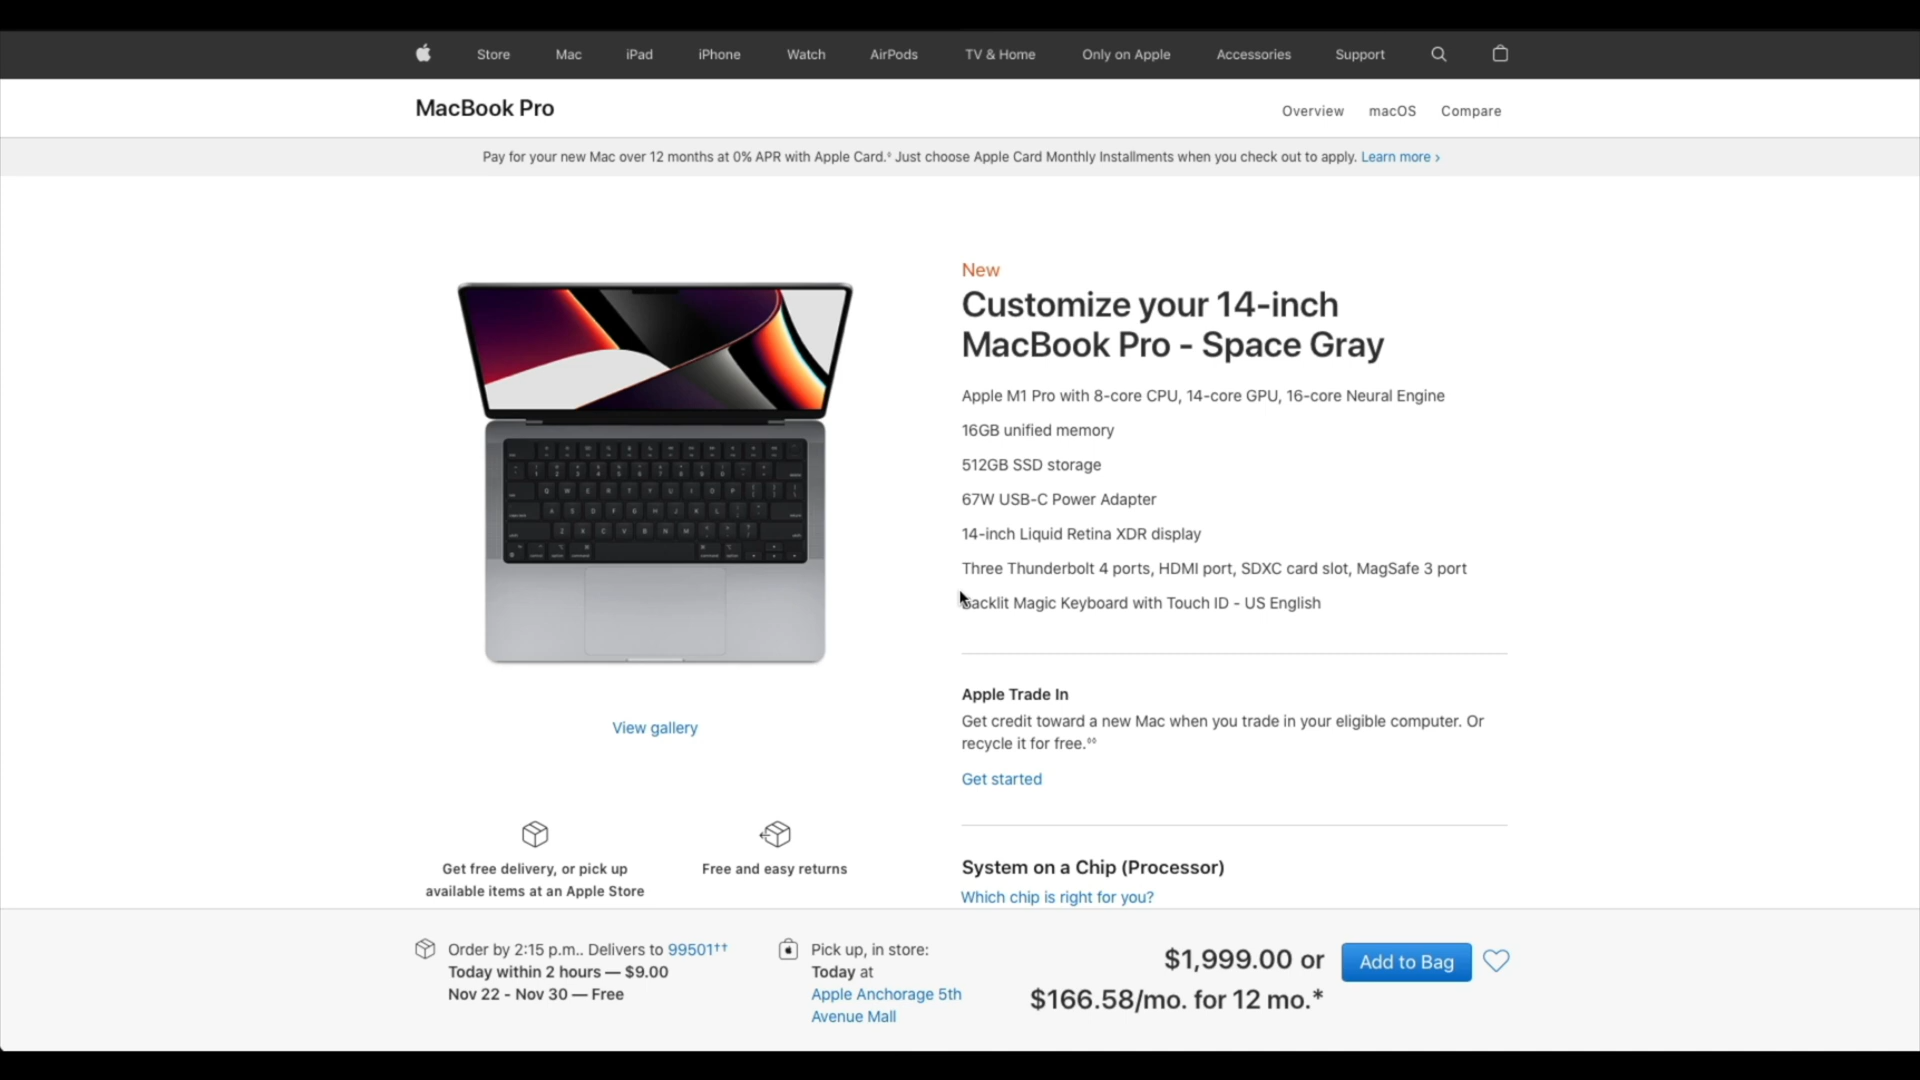 Store Mac iPad iPhone Watch AirPods TV & Home Only on Apple Accessories Support
MacBook Pro
Overview macOS Compare
Pay for your new Mac over 12 months at 0% APR with Apple Card.◊ Just choose Apple Card Monthly Installments when you check out to apply. Learn more ›
New
Customize your 14-inch
MacBook Pro - Space Gray
Apple M1 Pro with 8-core CPU, 14-core GPU, 16-core Neural Engine
16GB unified memory
512GB SSD storage
67W USB-C Power Adapter
14-inch Liquid Retina XDR display
Three Thunderbolt 4 ports, HDMI port, SDXC card slot, MagSafe 3 port
Backlit Magic Keyboard with Touch ID - US English
View gallery
Apple Trade In
Get credit toward a new Mac when you trade in your eligible computer. Or
recycle it for free.◊◊
Get started
Get free delivery, or pick up
available items at an Apple Store
Free and easy returns
System on a Chip (Processor)
Which chip is right for you?
Order by 2:15 p.m.. Delivers to 99501††
Today within 2 hours — $9.00
Nov 22 - Nov 30 — Free
Pick up, in store:
Today at
Apple Anchorage 5th
Avenue Mall
$1,999.00 or
$166.58/mo. for 12 mo.*
Add to Bag